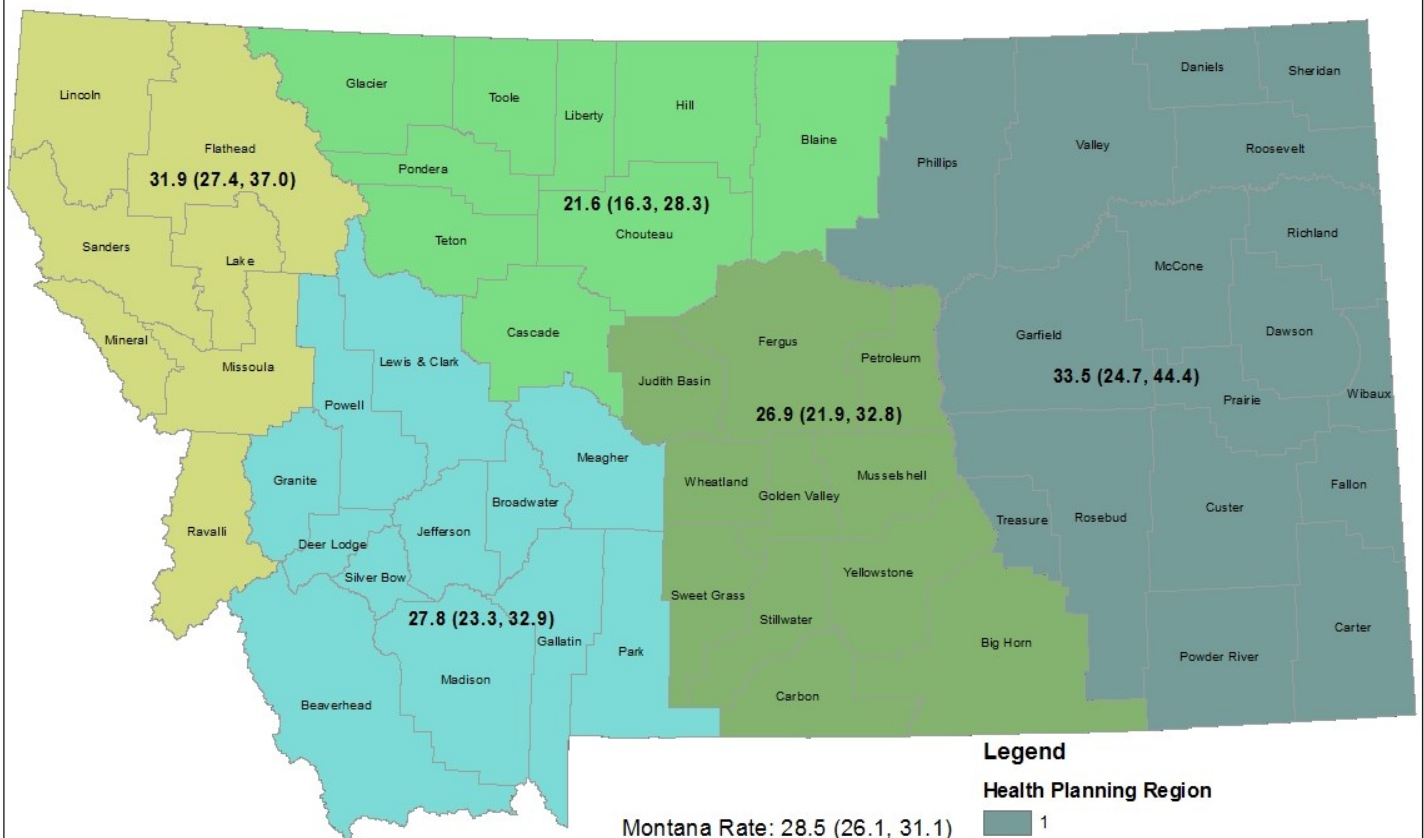 Daniels
Sheridan
Glacier
Toole
Liberty
Hill
Lincoln
Blaine
Valley
Roosevelt
Flathead
Phillips
Pondera
31.9 (27.4, 37.0)
21.6 (16.3, 28.3)
Chouteau
Richland
Sanders
Teton
Lake
McCone
Cascade
Garfield
Dawson
Mineral
Fergus
Petroleum
Missoula
Lewis & Clark
Judith Basin
33.5 (24.7, 44.4)
Powell
Prairie
Wibaux
26.9 (21.9, 32.8)
Meagher
Granite
Wheatland
Golden Valley
Musselshell
Fallon
Broadwater
Custer
Ravalli
Jefferson
Treasure
Rosebud
Deer Lodge
Silver Bow
Yellowstone
Sweet Grass
27.8 (23.3, 32.9)
Stillwater
Gallatin
Park
Big Horn
Carter
Madison
Powder River
Beaverhead
Carbon
Legend
Health Planning Region
1
Montana Rate: 28.5 (26.1, 31.1)